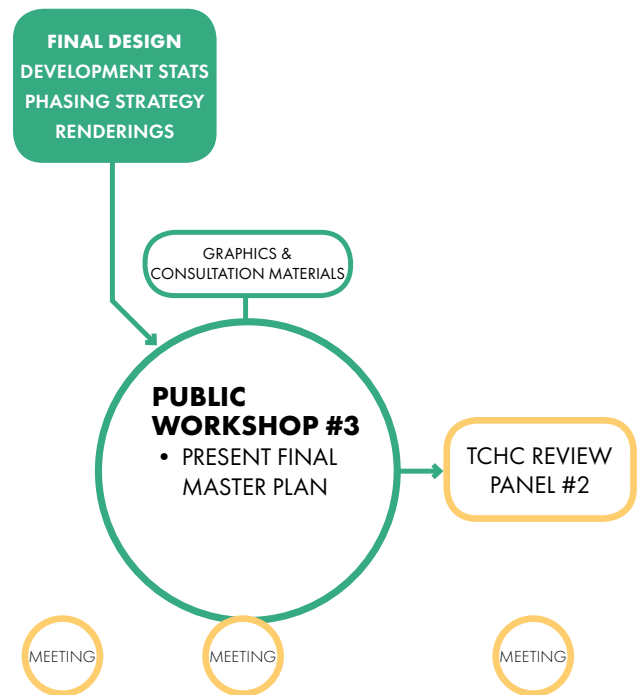 FINAL DESIGN
DEVELOPMENT STATS
PHASING STRATEGY
RENDERINGS
GRAPHICS &
CONSULTATION MATERIALS
PUBLIC
WORKSHOP #3
• PRESENT FINAL
MASTER PLAN
TCHC REVIEW
PANEL #2
MEETING
MEETING
MEETING